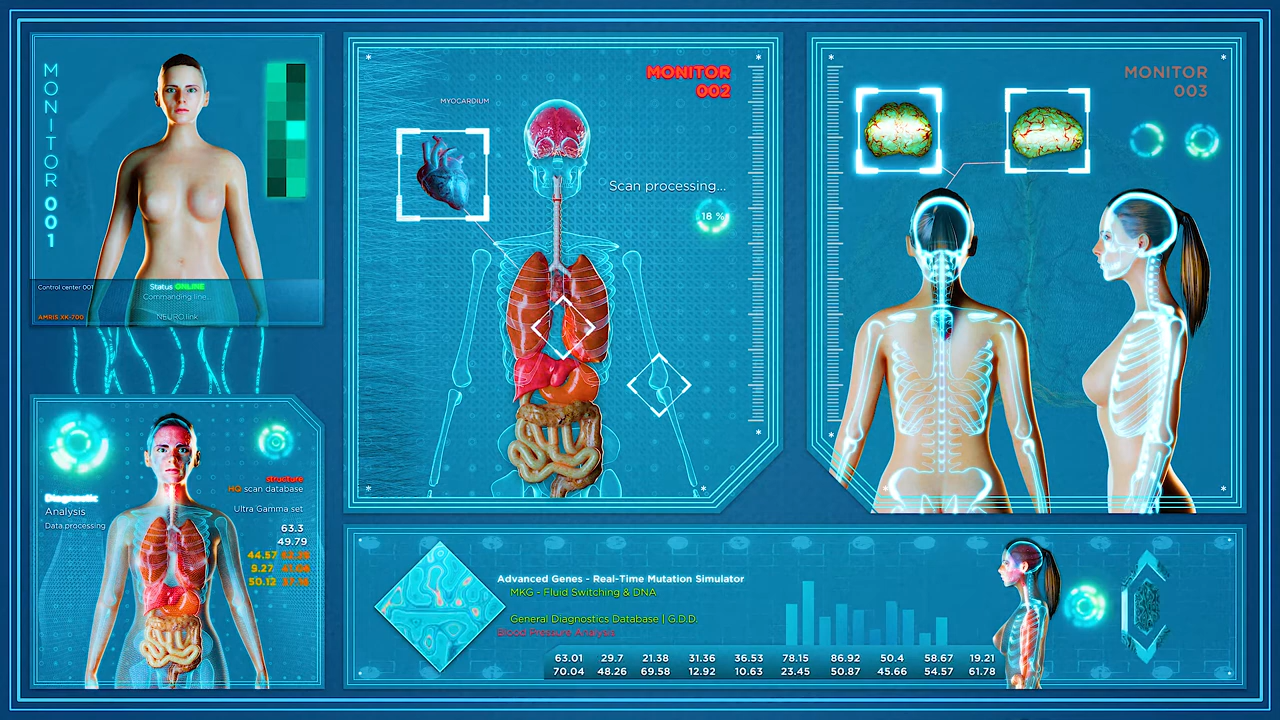 MONITOR 001
Control center 001
Status ONLINE
Commanding line
NEURO link
AMRIS XK-700
MONITOR
002
MYOCARDIUM
Scan processing...
18 %
MONITOR
003
structure
HQ scan database
Diagnostic
Analysis
Data processing
Ultra Gamma set
63.3
49.79
44.57
9.27
50.12
Advanced Genes - Real-Time Mutation Simulator
MKG - Fluid Switching & DNA
General Diagnostics Database | G.D.D.
Blood Pressure Analysis
63.01 29.7 21.38 31.36 36.53 78.15 86.92 50.4 58.67 19.21
70.04 48.26 69.58 12.92 10.63 23.45 50.87 45.66 54.57 61.78